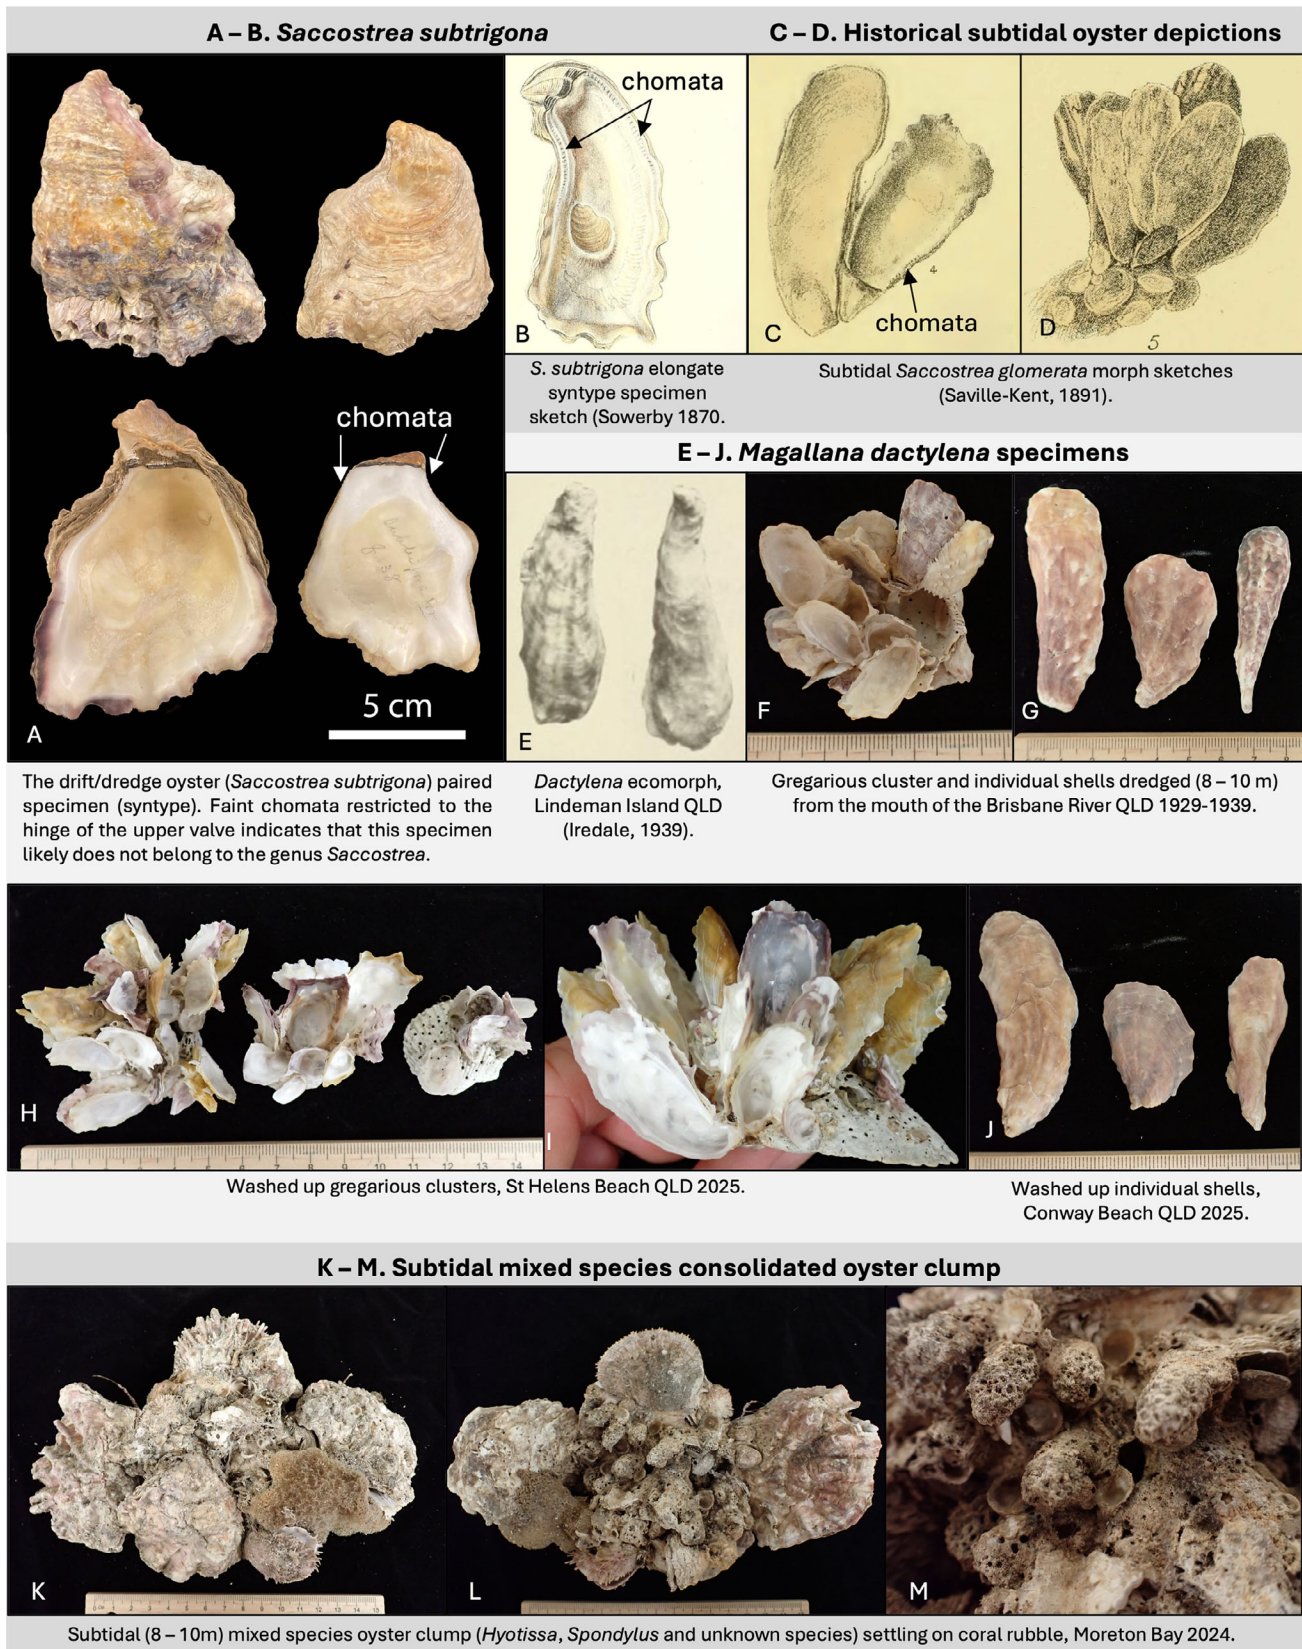 A – B. Saccostrea subtrigona
C – D. Historical subtidal oyster depictions
chomata
chomata
5 cm
A
chomata
B
4
chomata
C
D
5
The drift/dredge oyster (Saccostrea subtrigona) paired
specimen (syntype). Faint chomata restricted to the
hinge of the upper valve indicates that this specimen
likely does not belong to the genus Saccostrea.
S. subtrigona elongate
syntype specimen
sketch (Sowerby 1870.
Subtidal Saccostrea glomerata morph sketches
(Saville-Kent, 1891).
E – J. Magallana dactylena specimens
E
F
G
Dactylena ecomorph,
Lindeman Island QLD
(Iredale, 1939).
Gregarious cluster and individual shells dredged (8 – 10 m)
from the mouth of the Brisbane River QLD 1929-1939.
H
I
J
Washed up gregarious clusters, St Helens Beach QLD 2025.
Washed up individual shells,
Conway Beach QLD 2025.
K – M. Subtidal mixed species consolidated oyster clump
K
L
M
Subtidal (8 – 10m) mixed species oyster clump (Hyotissa, Spondylus and unknown species) settling on coral rubble, Moreton Bay 2024.